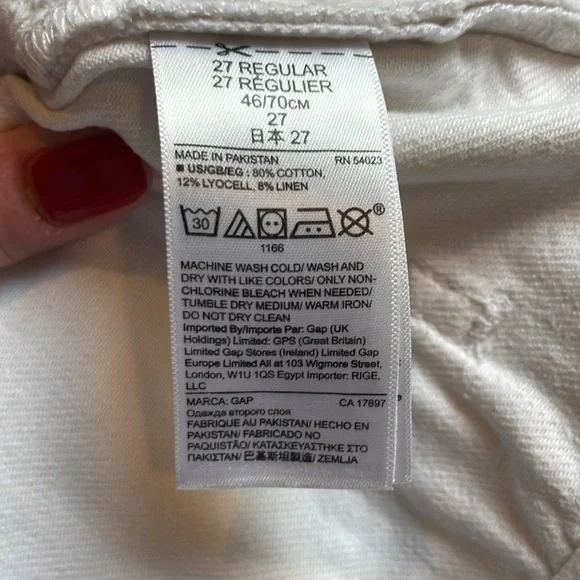 27 REGULAR
27 RÉGULIER
46/70CM
27
日本 27
MADE IN PAKISTAN RN 54023
■ US/GB/EG : 80% COTTON,
12% LYOCELL, 8% LINEN
30
®
1166
MACHINE WASH COLD/ WASH AND
DRY WITH LIKE COLORS/ ONLY NON-
CHLORINE BLEACH WHEN NEEDED/
TUMBLE DRY MEDIUM/ WARM IRON/
DO NOT DRY CLEAN
Imported By/Importe Par: Gap (UK
Holdings) Limited: GPS (Great Britain)
Limited Gap Stores (Ireland) Limited Gap
Europe Limited All at 103 Wigmore Street,
London, W1U 1QS Egypt Importer: RIGE,
LLC
MARCA: GAP CA 17897
Одежда второго слоя
FABRIQUE AU PAKISTAN/ HECHO EN
PAKISTAN/ FABRICADO NO
PAQUISTÃO/ ΚΑΤΑΣΚΕΥΑΣΤΗΚΕ ΣΤΟ
ΠΑΚΙΣΤΑΝ/ 巴基斯坦製造/ ZEMLJA